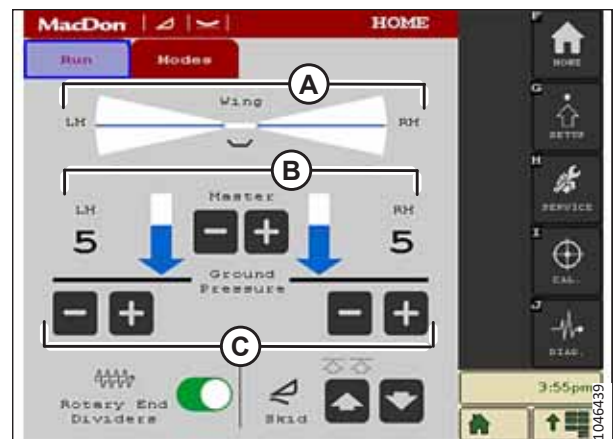 MacDon HOME
Run Modes
A
Wing
LH RH
B
Master
LH RH
5 - + 5
Ground
Pressure
- + - +
C
Rotary End
Dividers
Skid
F
HOME
G
SETUP
H
SERVICE
I
CAL.
J
DIAG.
3:55pm
1046439